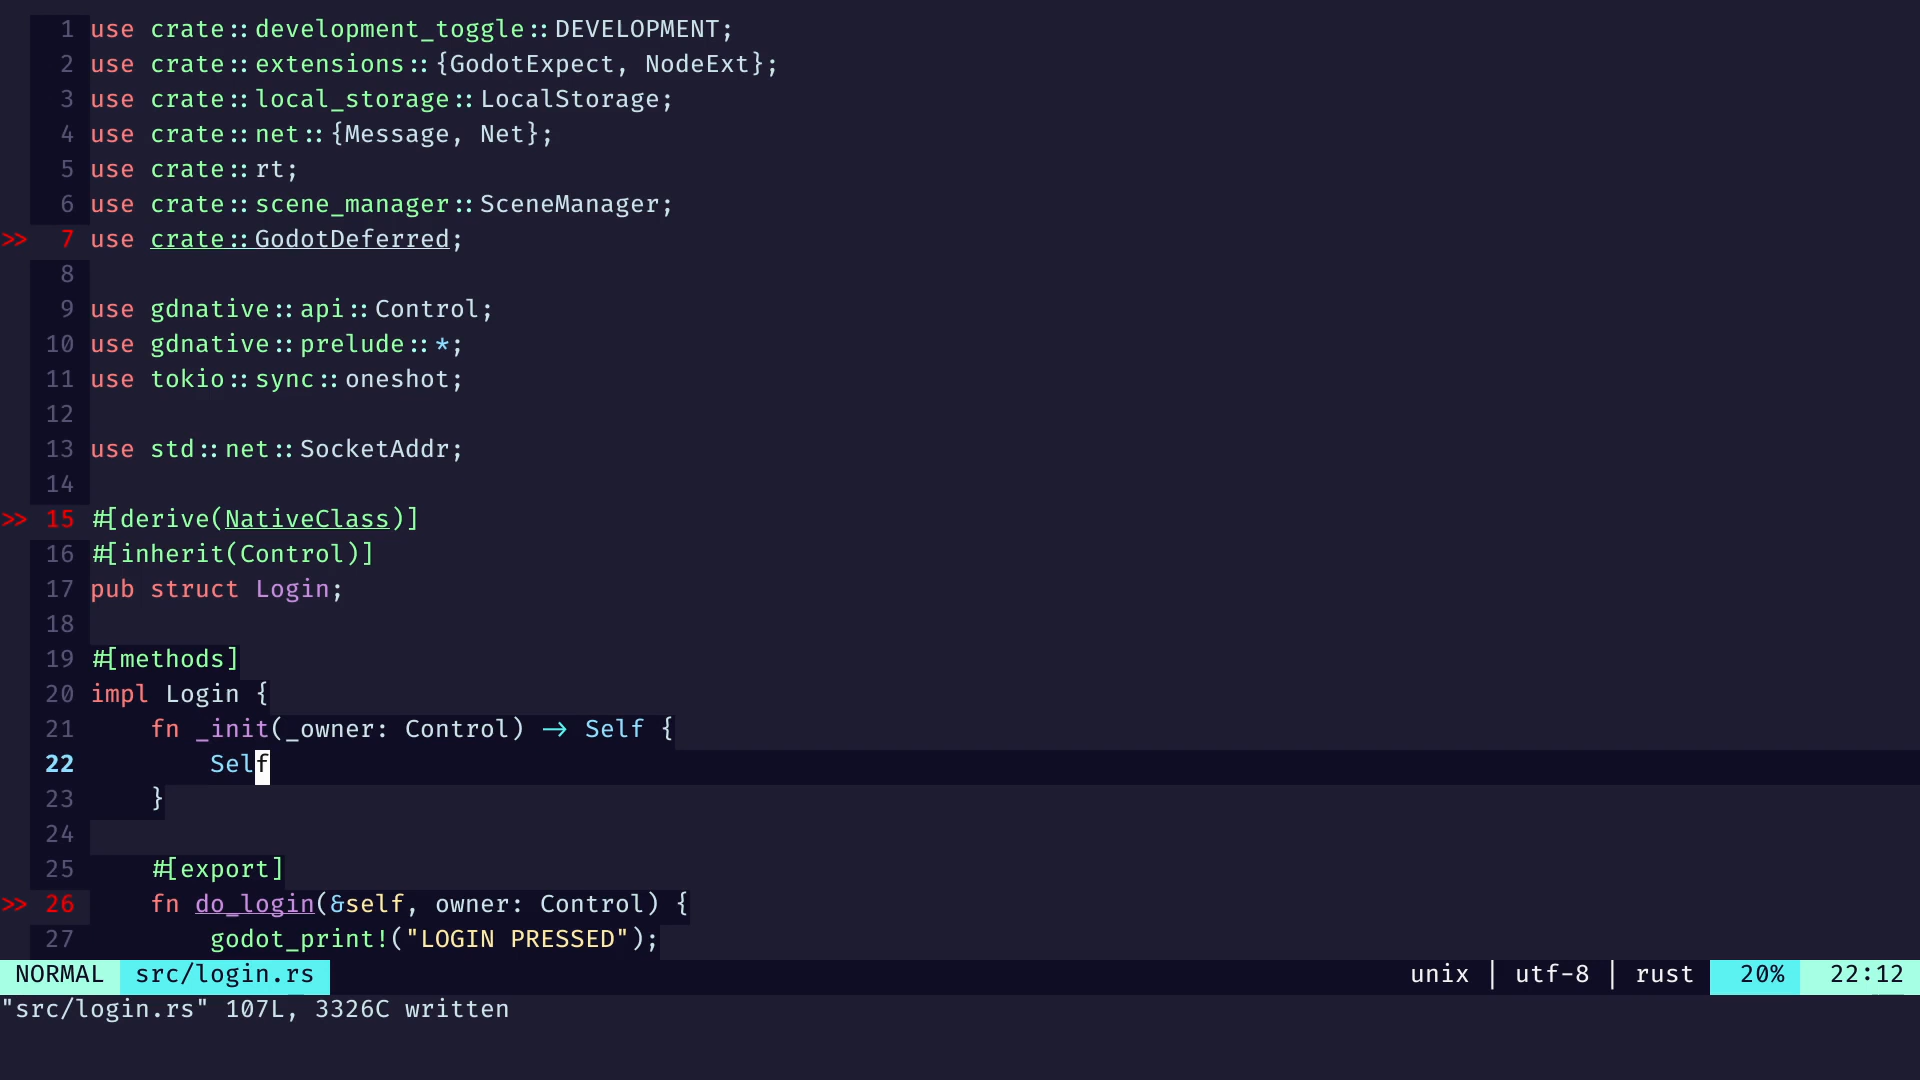 1 use crate::development_toggle::DEVELOPMENT;
2 use crate::extensions::{GodotExpect, NodeExt};
3 use crate::local_storage::LocalStorage;
4 use crate::net::{Message, Net};
5 use crate::rt;
6 use crate::scene_manager::SceneManager;
>> 7 use crate::GodotDeferred;
8
9 use gdnative::api::Control;
10 use gdnative::prelude::*;
11 use tokio::sync::oneshot;
12
13 use std::net::SocketAddr;
14
>> 15 #[derive(NativeClass)]
16 #[inherit(Control)]
17 pub struct Login;
18
19 #[methods]
20 impl Login {
21     fn _init(_owner: Control) -> Self {
22         Self
23     }
24
25     #[export]
>> 26     fn do_login(&self, owner: Control) {
27         godot_print!("LOGIN PRESSED");
NORMAL src/login.rs unix | utf-8 | rust 20% 22:12
"src/login.rs" 107L, 3326C written